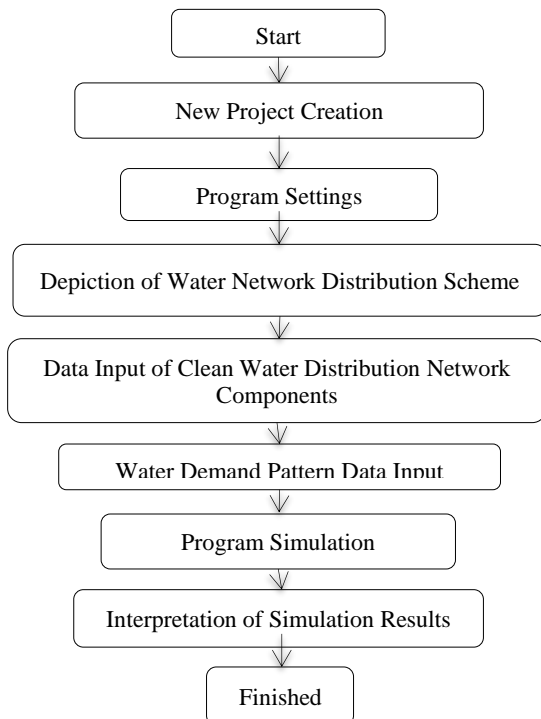 Start
New Project Creation
Program Settings
Depiction of Water Network Distribution Scheme
Data Input of Clean Water Distribution Network
Components
Water Demand Pattern Data Input
Program Simulation
Interpretation of Simulation Results
Finished